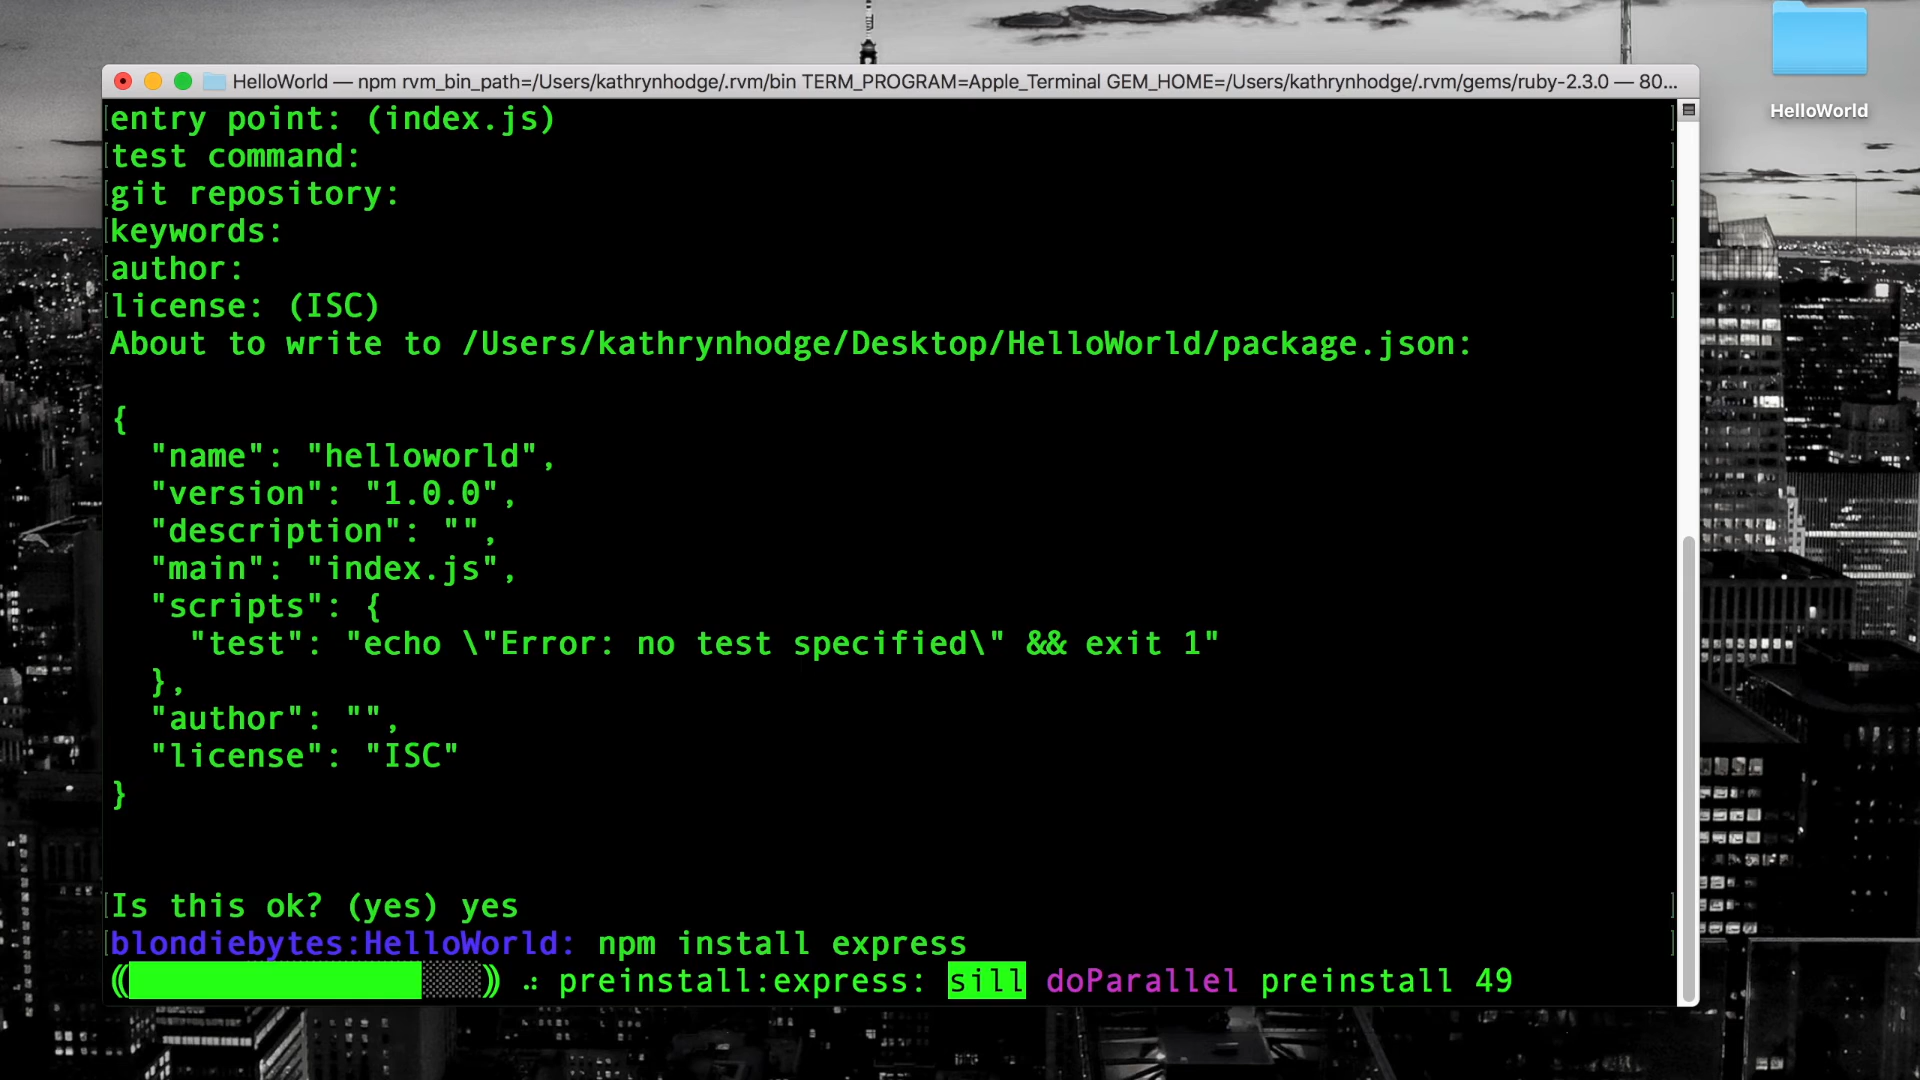 HelloWorld — npm rvm_bin_path=/Users/kathrynhodge/.rvm/bin TERM_PROGRAM=Apple_Terminal GEM_HOME=/Users/kathrynhodge/.rvm/gems/ruby-2.3.0 — 80...
HelloWorld
entry point: (index.js)
test command:
git repository:
keywords:
author:
license: (ISC)
About to write to /Users/kathrynhodge/Desktop/HelloWorld/package.json:
{
  "name": "helloworld",
  "version": "1.0.0",
  "description": "",
  "main": "index.js",
  "scripts": {
    "test": "echo \"Error: no test specified\" && exit 1"
  },
  "author": "",
  "license": "ISC"
}
Is this ok? (yes) yes
blondiebytes:HelloWorld: npm install express
preinstall:express: sill doParallel preinstall 49